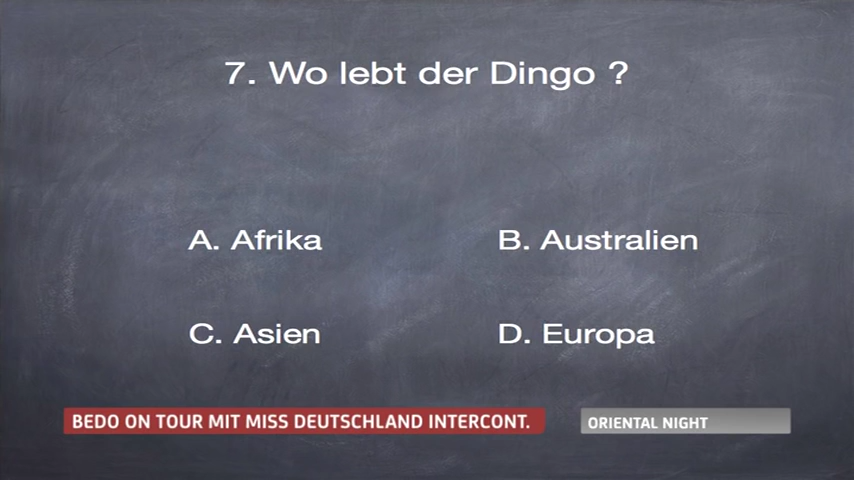 7. Wo lebt der Dingo ?
A. Afrika
B. Australien
C. Asien
D. Europa
BEDO ON TOUR MIT MISS DEUTSCHLAND INTERCONT.
ORIENTAL NIGHT